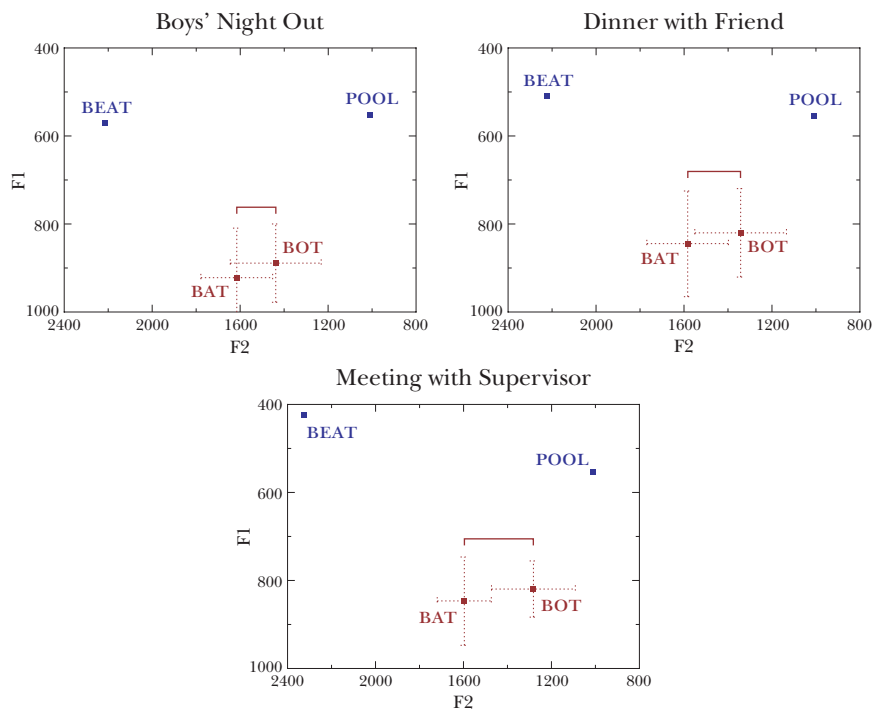 Boys' Night Out
400
600
800
1000
F1
BEAT
POOL
BOT
BAT
2400 2000 1600 1200 800
F2
Dinner with Friend
400
600
800
1000
F1
BEAT
POOL
BAT
BOT
2400 2000 1600 1200 800
F2
Meeting with Supervisor
400
600
800
1000
F1
BEAT
POOL
BAT
BOT
2400 2000 1600 1200 800
F2